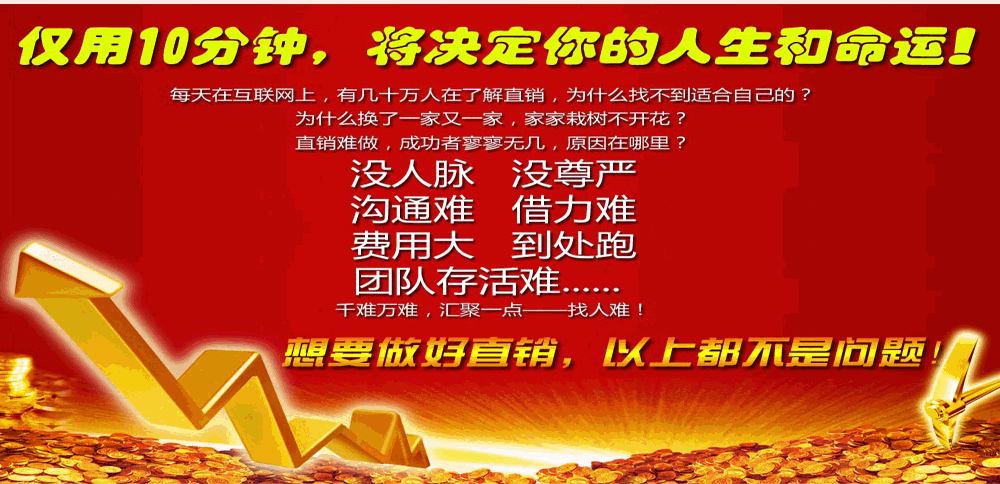 仅用10分钟，将决定你的人生和命运！
每天在互联网上，有几十万人在了解直销，为什么找不到适合自己的？
为什么换了一家又一家，家家栽树不开花？
直销难做，成功者寥寥无几，原因在哪里？
没人脉 没尊严
沟通难 借力难
费用大 到处跑
团队存活难......
千难万难，汇聚一点——找人难！
想要做好直销，以上都不是问题！